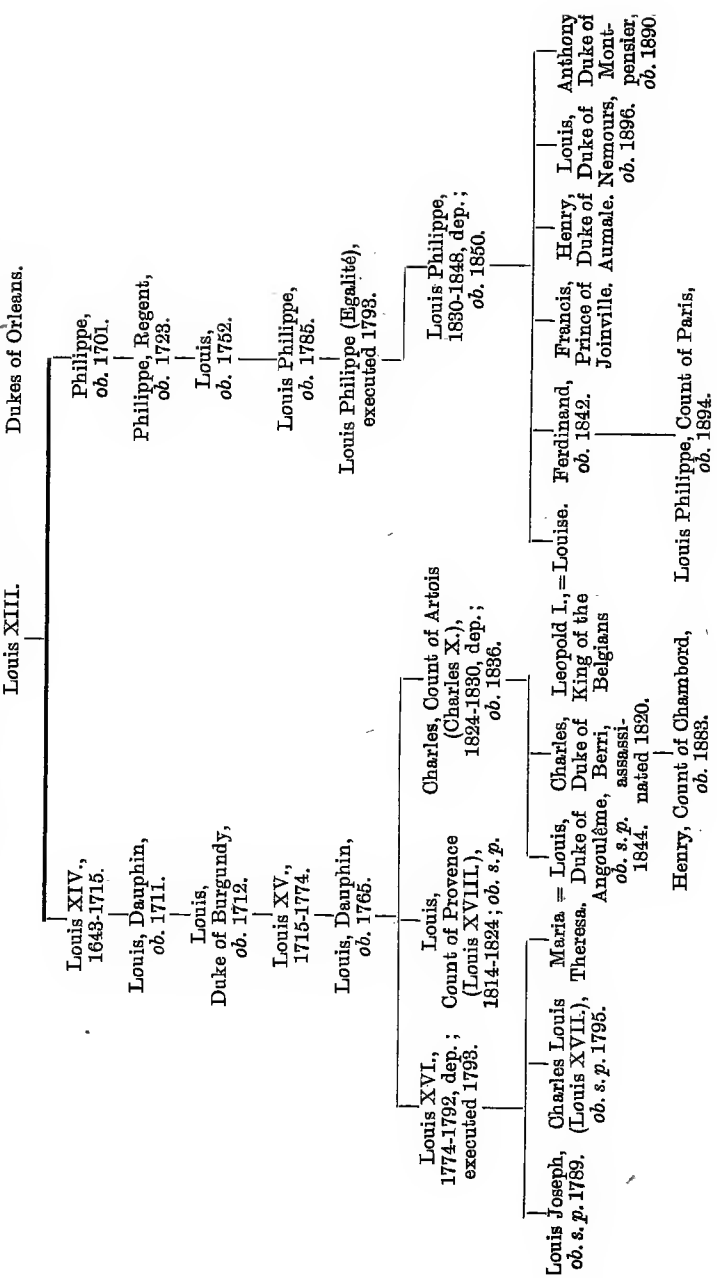 Louis XIII.
Dukes of Orleans.
Louis XIV.,
1643-1715.
Louis, Dauphin,
ob. 1711.
Louis,
Duke of Burgundy,
ob. 1712.
Louis XV.,
1715-1774.
Louis, Dauphin,
ob. 1765.
Philippe,
ob. 1701.
Philippe, Regent,
ob. 1723.
Louis,
ob. 1752.
Louis Philippe,
ob. 1785.
Louis Philippe (Egalité),
executed 1793.
Louis XVI.,
1774-1792, dep.;
executed 1793.
Louis,
Count of Provence
(Louis XVIII.),
1814-1824; ob. s.p.
Charles, Count of Artois
(Charles X.),
1824-1830, dep.;
ob. 1836.
Louis Philippe,
1830-1848, dep.;
ob. 1850.
Louis Joseph,
ob. s.p. 1789.
Charles Louis
(Louis XVII.),
ob. s.p. 1795.
Maria =
Theresa.
Louis,
Duke of
Angoulême,
ob. s.p.
1844.
Charles,
Duke of
Berri,
assassi-
nated 1820.
Leopold I.,=
King of the
Belgians
Louise.
Ferdinand,
ob. 1842.
Francis,
Prince of
Joinville.
Henry,
Duke of
Aumale.
Louis,
Duke of
Nemours,
ob. 1896.
Anthony
Duke of
Mont-
pensier,
ob. 1890.
Henry, Count of Chambord,
ob. 1883.
Louis Philippe, Count of Paris,
ob. 1894.